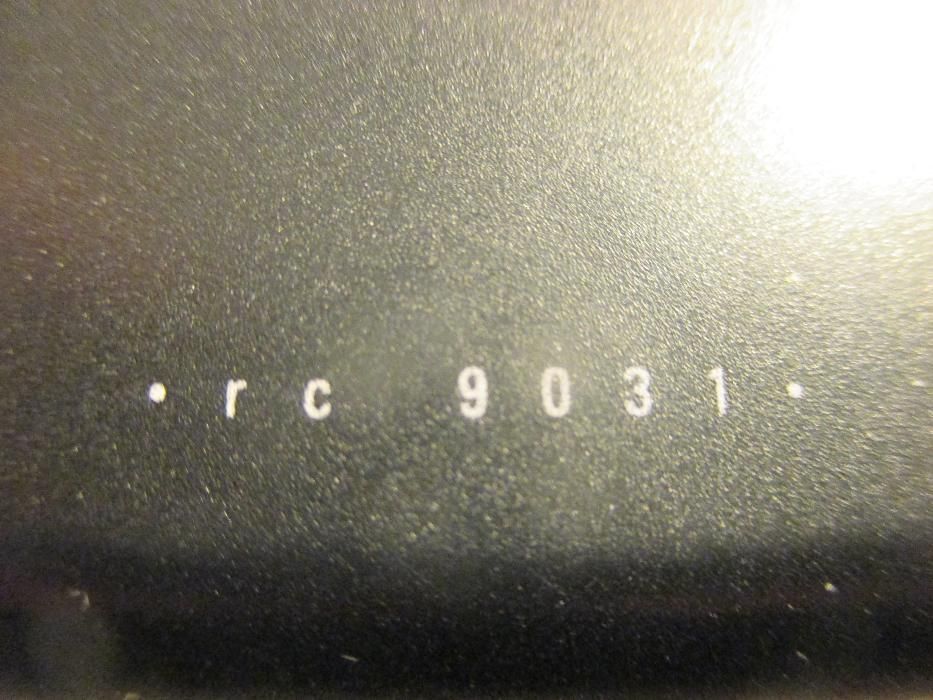 • rc 9031 •